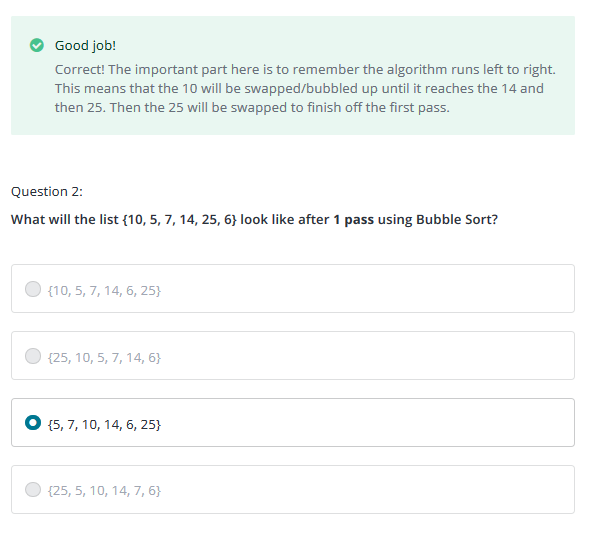 Good job!
Correct! The important part here is to remember the algorithm runs left to right.
This means that the 10 will be swapped/bubbled up until it reaches the 14 and
then 25. Then the 25 will be swapped to finish off the first pass.
Question 2:
What will the list {10, 5, 7, 14, 25, 6} look like after 1 pass using Bubble Sort?
{10, 5, 7, 14, 6, 25}
{25, 10, 5, 7, 14, 6}
{5, 7, 10, 14, 6, 25}
{25, 5, 10, 14, 7, 6}